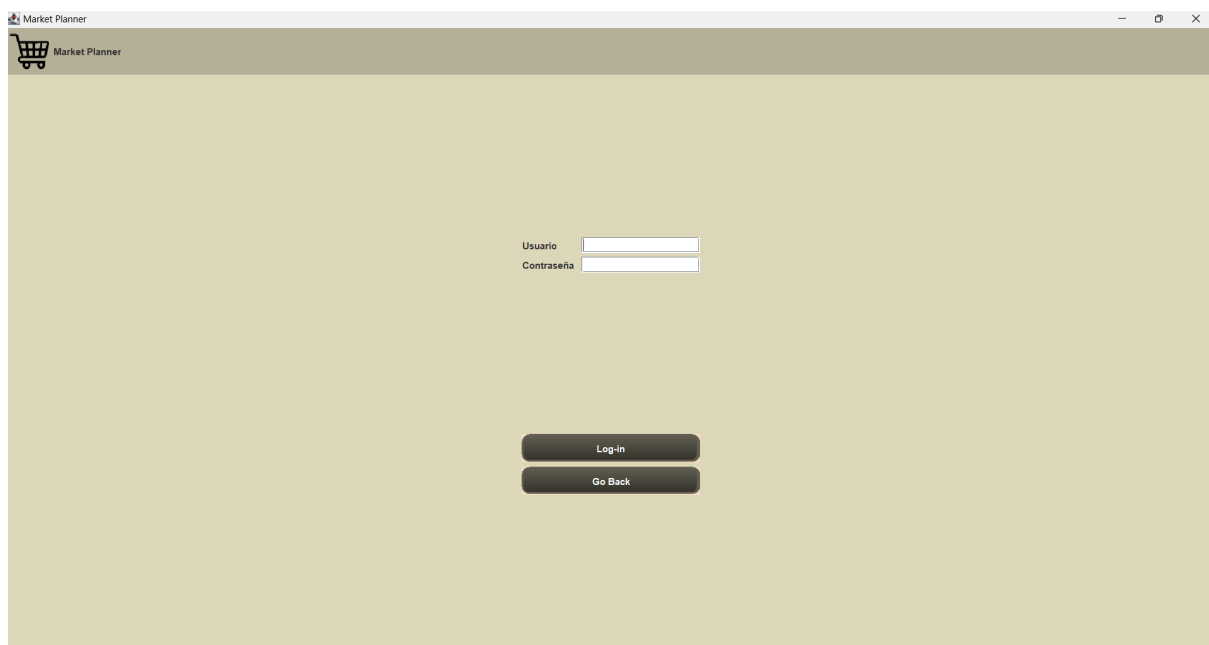 Market Planner
Market Planner
Usuario
Contraseña
Log-in
Go Back